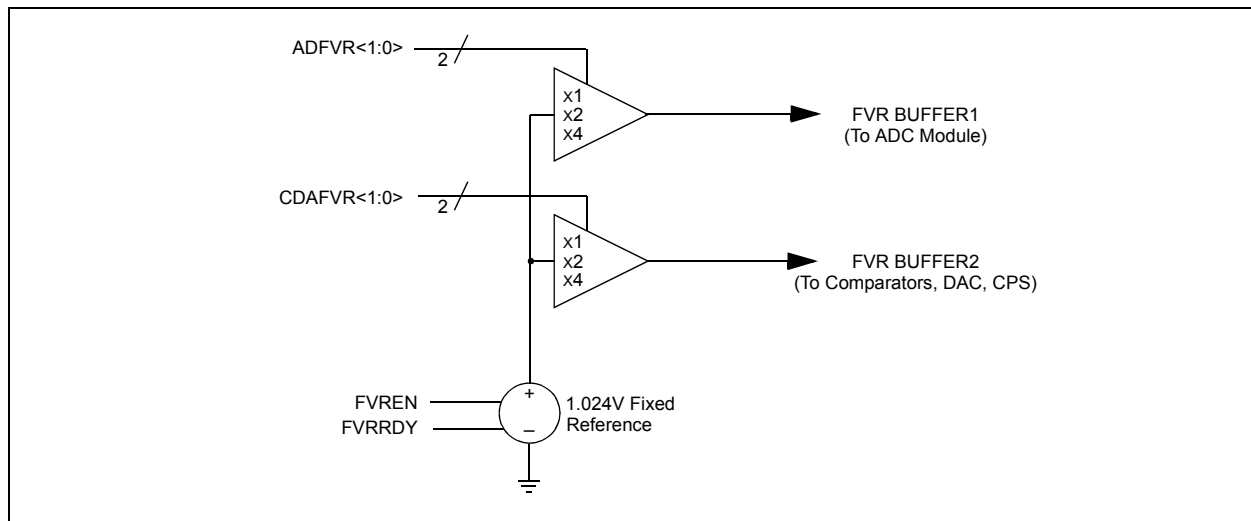 ADFVR<1:0>
2
X1
X2
X4
FVR BUFFER1
(To ADC Module)
CDAFVR<1:0>
2
X1
X2
X4
FVR BUFFER2
(To Comparators, DAC, CPS)
FVREN
FVRRDY
+
–
1.024V Fixed
Reference